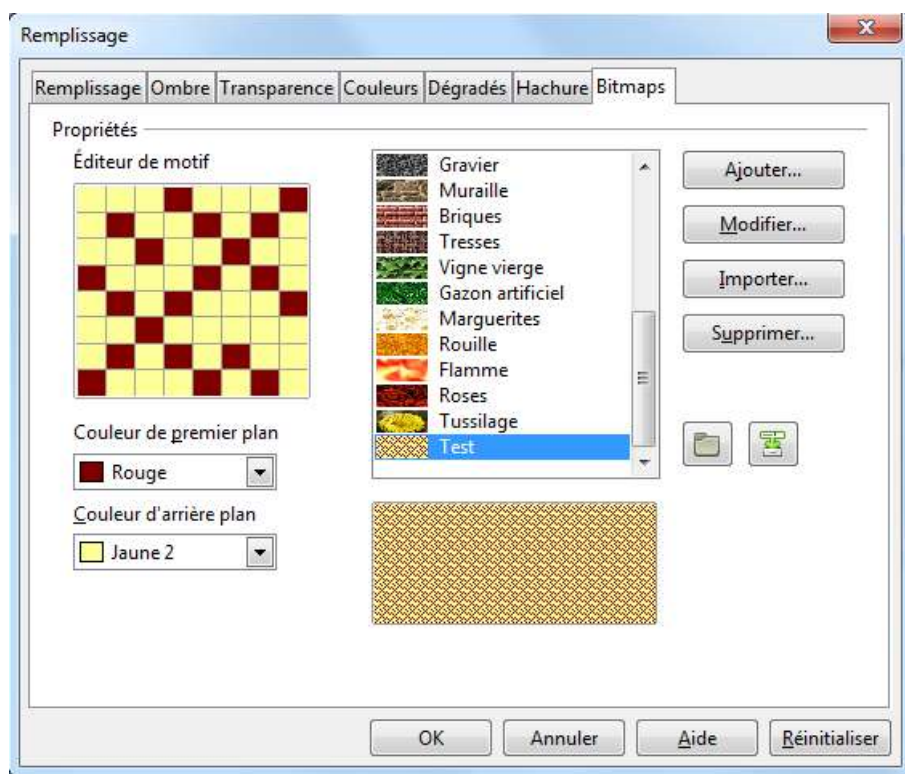 Remplissage
Remplissage Ombre Transparence Couleurs Dégradés Hachure Bitmaps
Propriétés
Éditeur de motif
Couleur de premier plan
Rouge
Couleur d'arrière plan
Jaune 2
Gravier
Muraille
Briques
Tresses
Vigne vierge
Gazon artificiel
Marguerites
Rouille
Flamme
Roses
Tussilage
Test
Ajouter...
Modifier...
Importer...
Supprimer...
OK Annuler Aide Réinitialiser